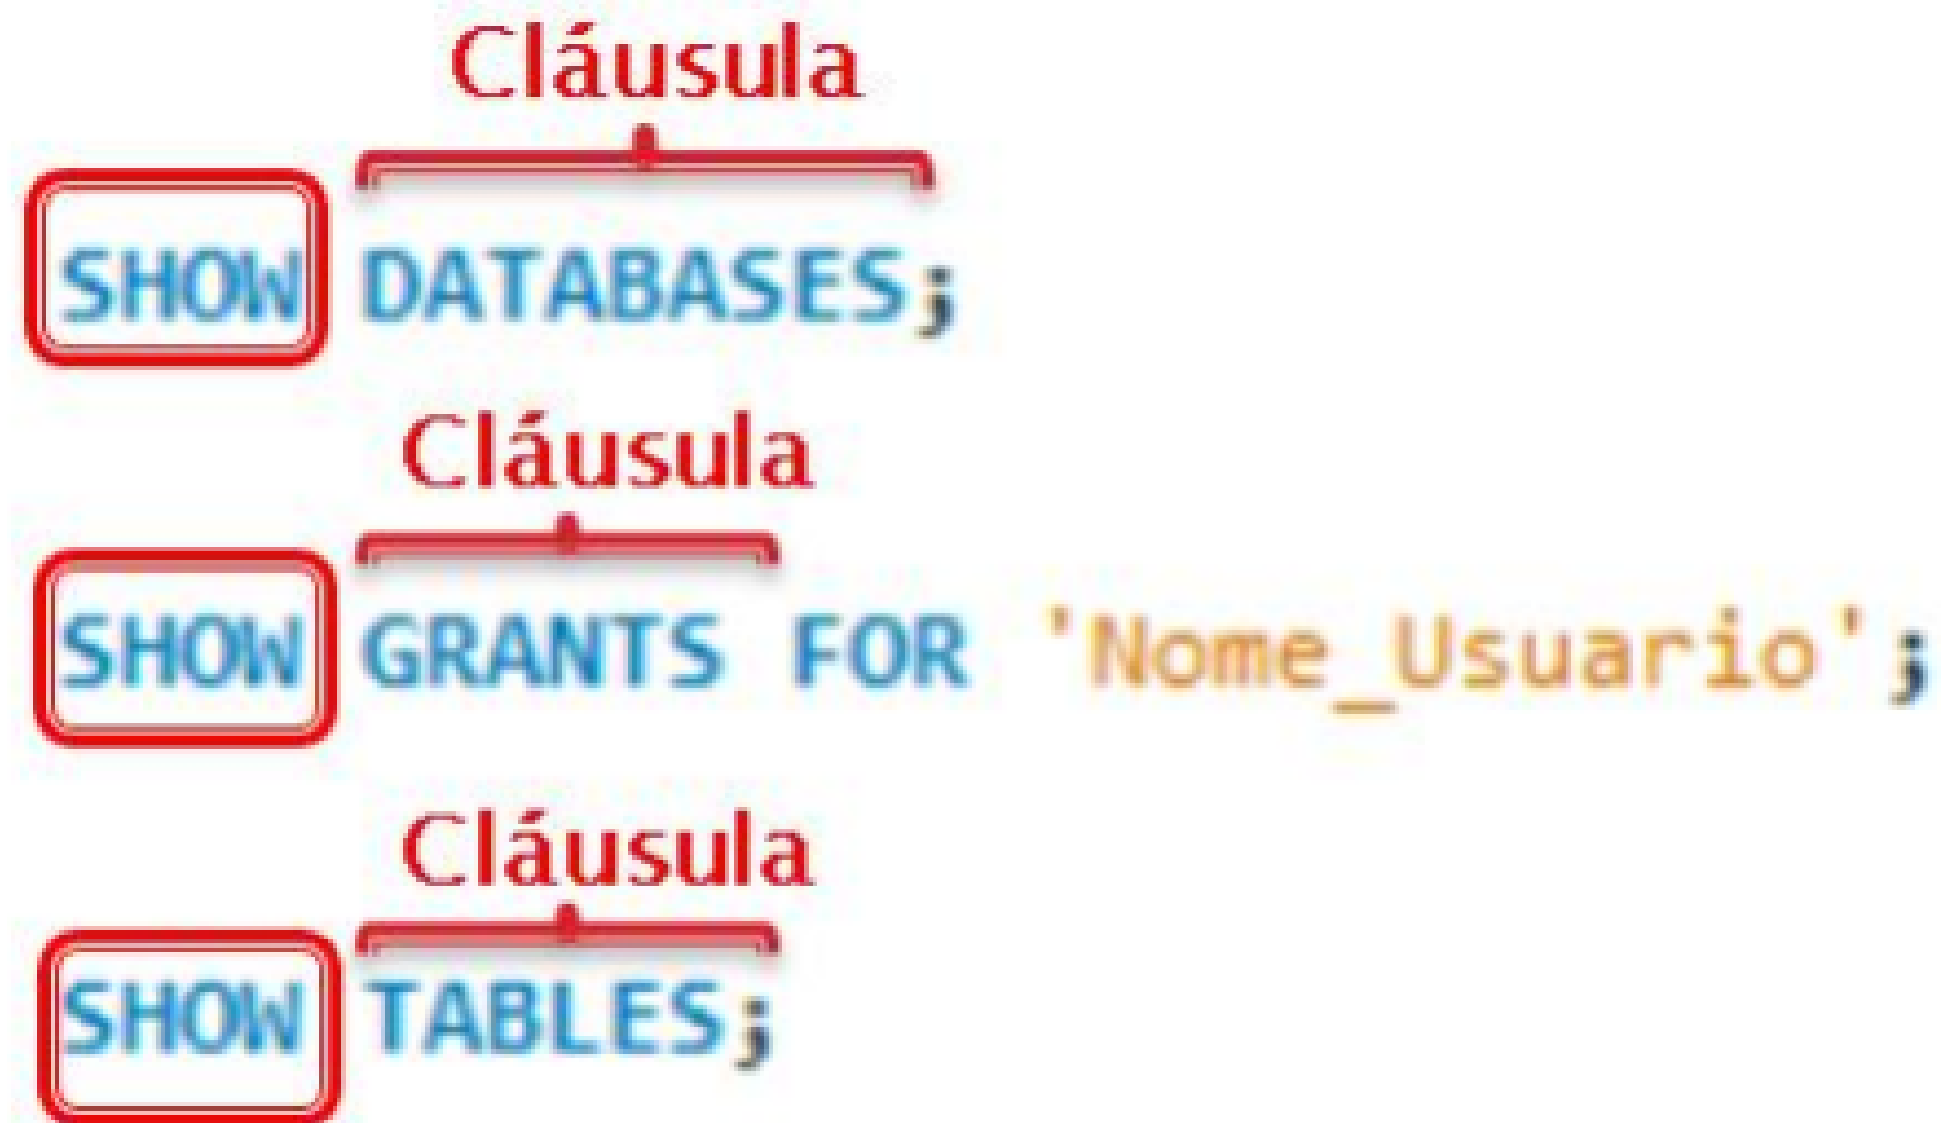 Cláusula
SHOW DATABASES;
Cláusula
SHOW GRANTS FOR 'Nome_Usuario';
Cláusula
SHOW TABLES;